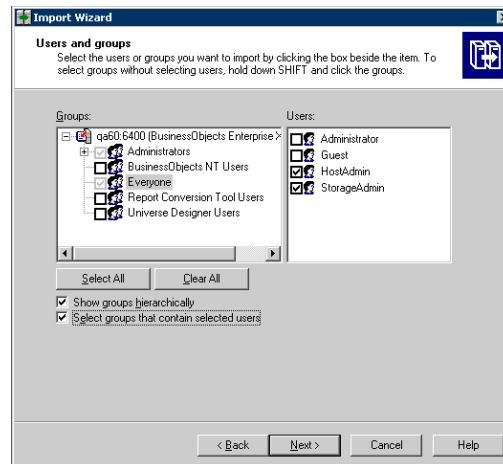 Import Wizard
Users and groups
Select the users or groups you want to import by clicking the box beside the item. To
select groups without selecting users, hold down SHIFT and click the groups.
Groups:
qa60:6400 (BusinessObjects Enterprise X
Administrators
BusinessObjects NT Users
Everyone
Report Conversion Tool Users
Universe Designer Users
Users:
Administrator
Guest
HostAdmin
StorageAdmin
Select All
Clear All
Show groups hierarchically
Select groups that contain selected users
< Back
Next >
Cancel
Help